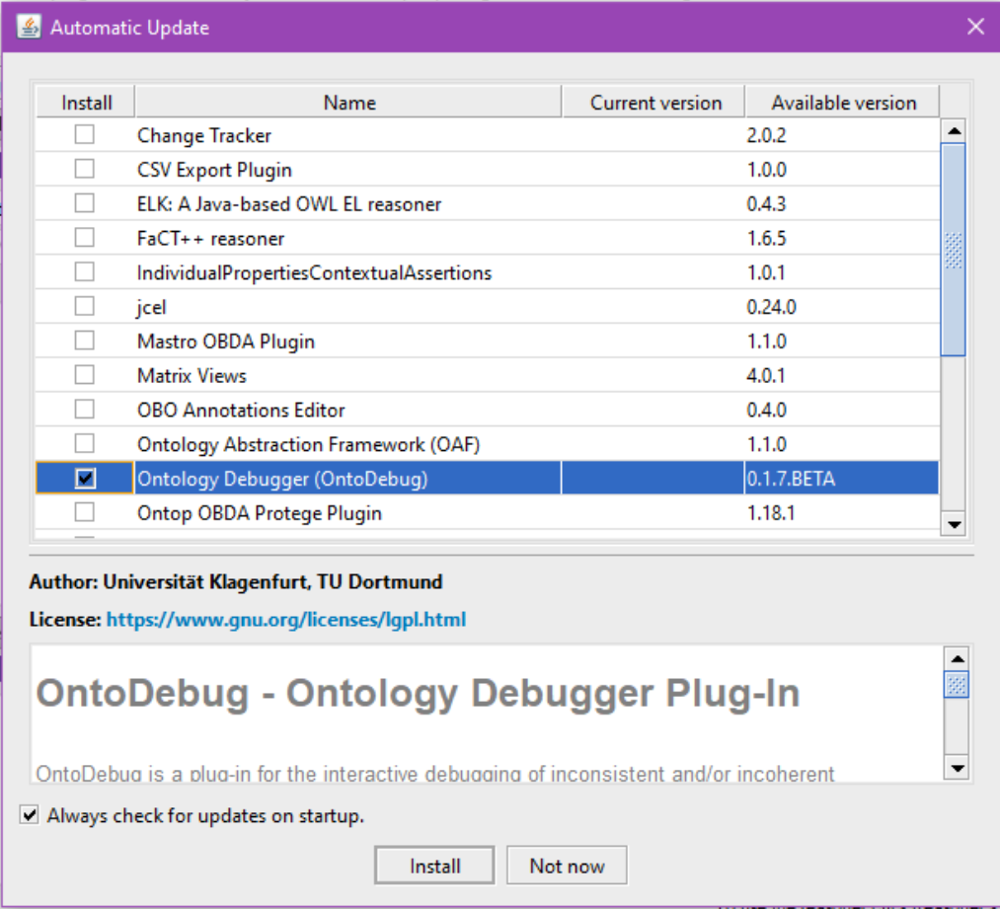 Automatic Update
Install Name Current version Available version
Change Tracker 2.0.2
CSV Export Plugin 1.0.0
ELK: A Java-based OWL EL reasoner 0.4.3
FaCT++ reasoner 1.6.5
IndividualPropertiesContextualAssertions 1.0.1
jcel 0.24.0
Mastro OBDA Plugin 1.1.0
Matrix Views 4.0.1
OBO Annotations Editor 0.4.0
Ontology Abstraction Framework (OAF) 1.1.0
Ontology Debugger (OntoDebug) 0.1.7.BETA
Ontop OBDA Protege Plugin 1.18.1
Author: Universität Klagenfurt, TU Dortmund
License: https://www.gnu.org/licenses/lgpl.html
OntoDebug - Ontology Debugger Plug-In
OntoDebug is a plug-in for the interactive debugging of inconsistent and/or incoherent
Always check for updates on startup.
Install Not now